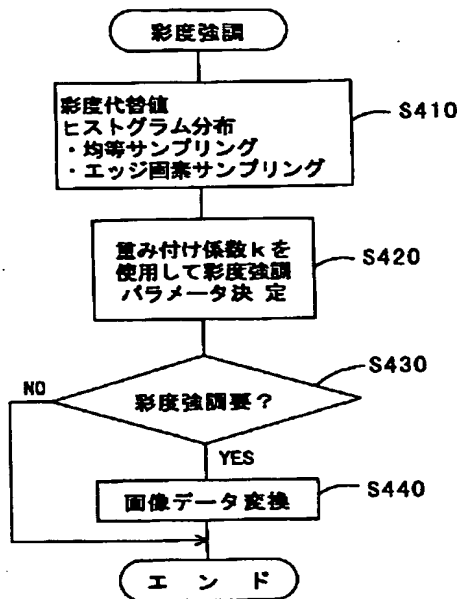 彩度強調
彩度代替値
ヒストグラム分布
・均等サンプリング
・エッジ画素サンプリング
S410
重み付け係数kを
使用して彩度強調
パラメータ決 定
S420
S430
NO
彩度強調要?
YES
S440
画像データ変換
エ ン ド